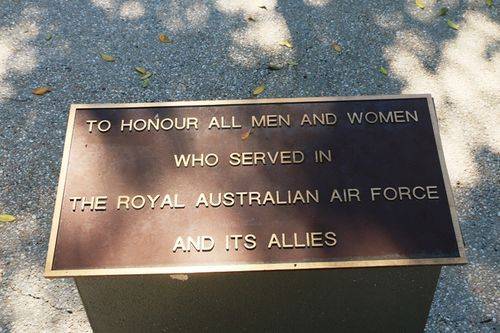 TO HONOUR ALL MEN AND WOMEN
WHO SERVED IN
THE ROYAL AUSTRALIAN AIR FORCE
AND ITS ALLIES